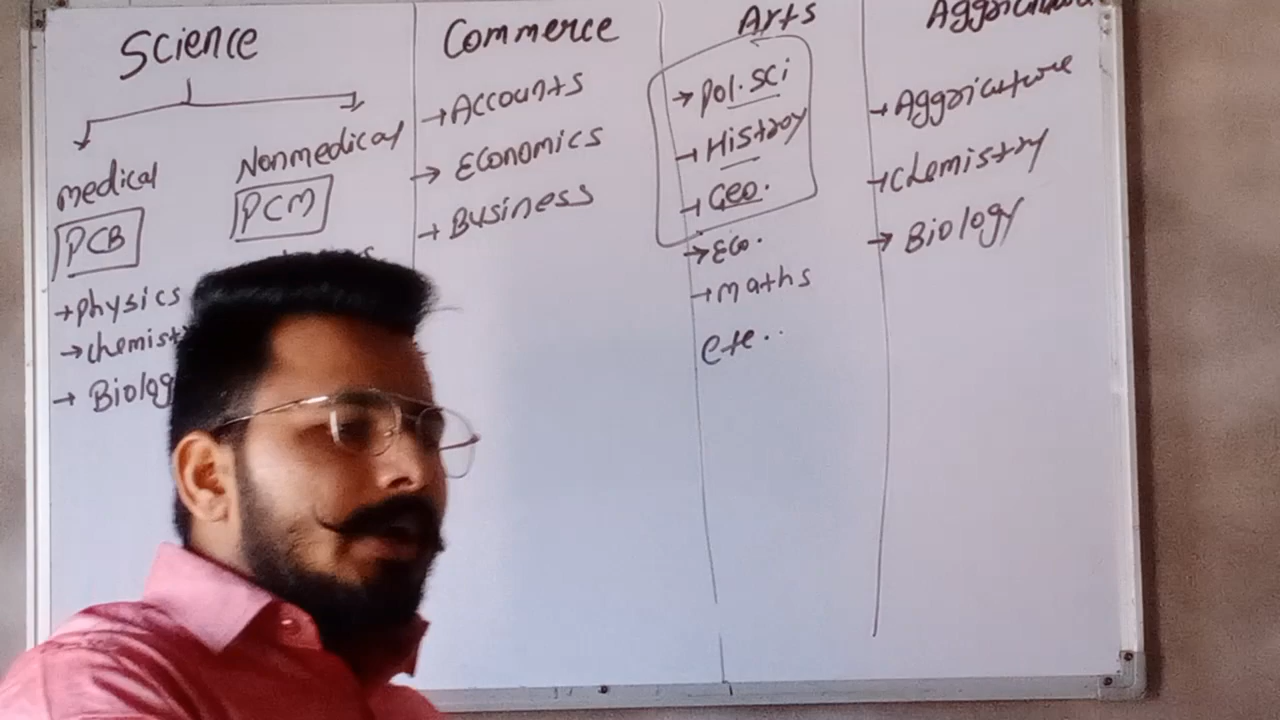 Science
Medical
PCB
→ Physics
→ Chemist
→ Biolog
Nonmedical
PCM
Commerce
→ Accounts
→ Economics
→ Business
Arts
→ Pol. Sci
→ Histroy
→ Geo.
→ Eco.
→ Maths
etc..
→ Aggriculture
→ Chemistry
→ Biology